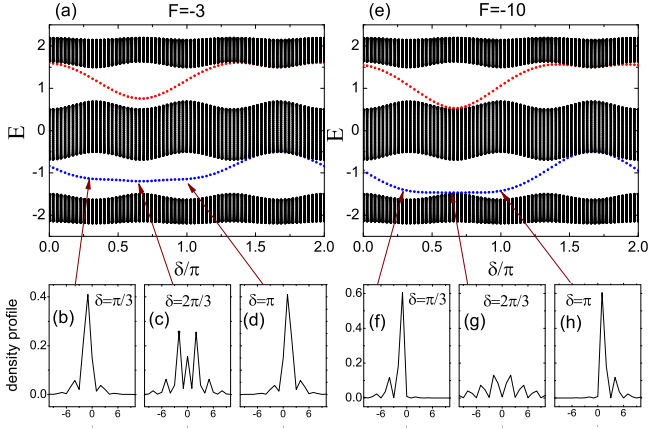 (a) F=-3 (e) F=-10
2 2
1 1
E 0 E 0
-1 -1
-2 -2
0.0 0.5 1.0 1.5 2.0 0.0 0.5 1.0 1.5 2.0
δ/π δ/π
density profile
0.4 0.2 0.0
(b) δ=π/3
(c) δ=2π/3
(d) δ=π
0.6 0.4 0.2 0.0
(f) δ=π/3
(g) δ=2π/3
(h) δ=π
-6 0 6 -6 0 6 -6 0 6 -6 0 6 -6 0 6 -6 0 6